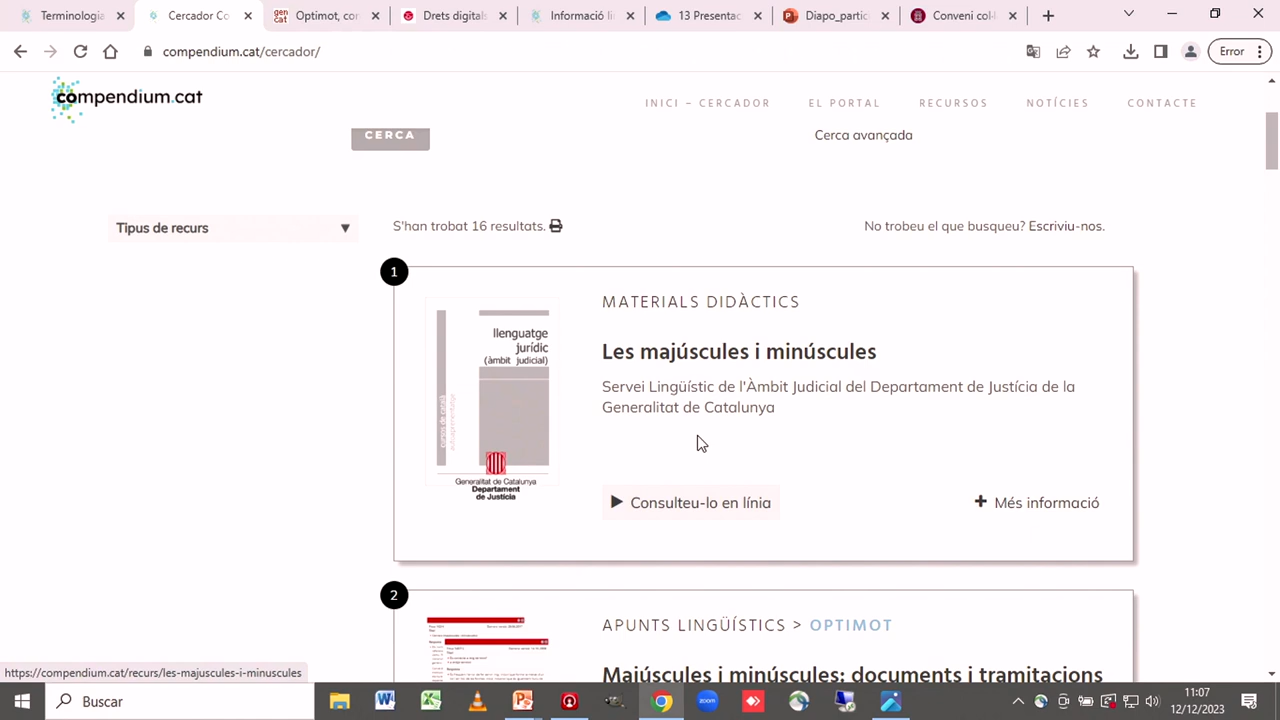 Terminologia
Cercador Co
Optimot, con
Drets digitals
Informació li
13 Presentac
Diapo_partic
Conveni col·l
compendium.cat/cercador/
Error
compendium.cat
INICI – CERCADOR
EL PORTAL
RECURSOS
NOTÍCIES
CONTACTE
CERCA
Cerca avançada
Tipus de recurs
S'han trobat 16 resultats.
No trobeu el que busqueu? Escriviu-nos.
1
MATERIALS DIDÀCTICS
llenguatge
jurídic
(àmbit judicial)
Generalitat de Catalunya
Departament
de Justícia
Les majúscules i minúscules
Servei Lingüístic de l'Àmbit Judicial del Departament de Justícia de la
Generalitat de Catalunya
Consulteu-lo en línia
Més informació
2
APUNTS LINGÜÍSTICS > OPTIMOT
Majúscules i minúscules: documents i tramitacions
https://compendium.cat/recurs/les-majuscules-i-minuscules
Buscar
zoom
11:07
12/12/2023